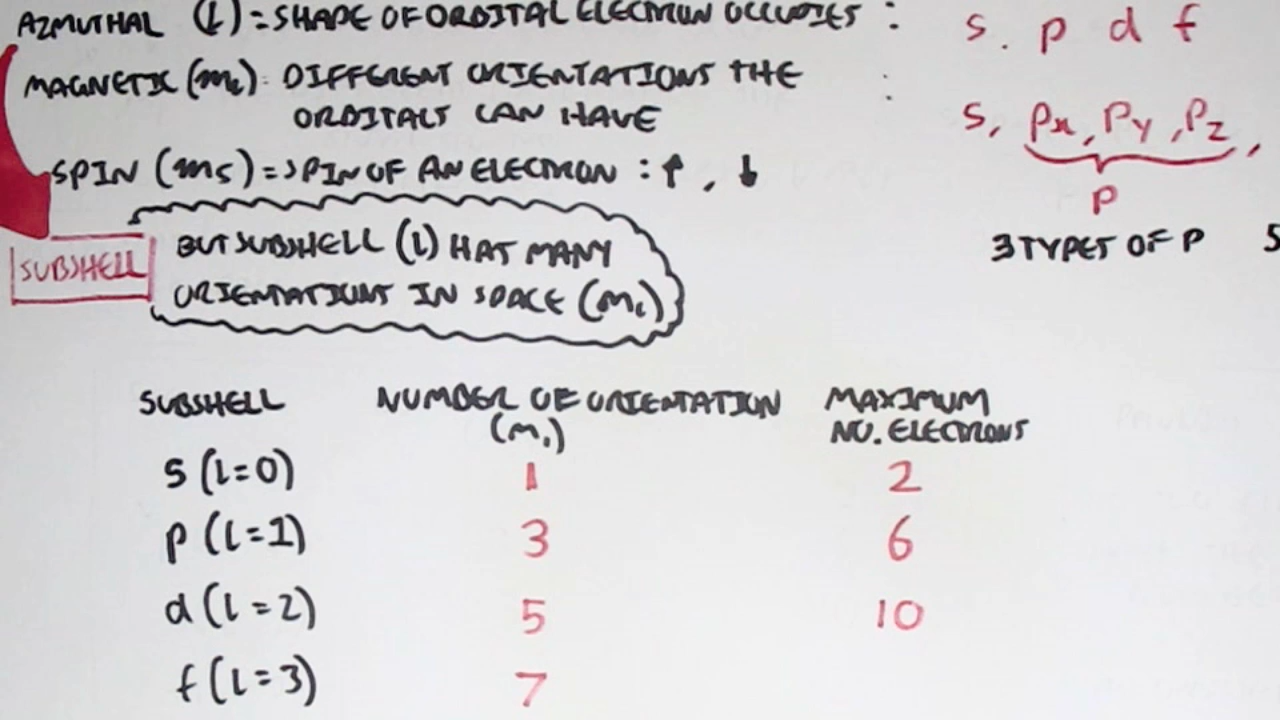 AZMUTHAL (L) = SHAPE OF ORBITAL ELECTRON OCCUPIES : s. p d f
MAGNETIC (mL) = DIFFERENT ORIENTATIONS THE :
ORBITALS CAN HAVE s, px, py, pz,
p
SPIN (ms) = SPIN OF AN ELECTRON : ↑, ↓
3 TYPES OF P 5
SUBSHELL
BUT SUBSHELL (L) HAS MANY
ORIENTATIONS IN SPACE (mL)
SUBSHELL NUMBER OF ORIENTATION MAXIMUM
(mL) NO. ELECTRONS
s (L=0) 1 2
p (L=1) 3 6
d (L=2) 5 10
f (L=3) 7